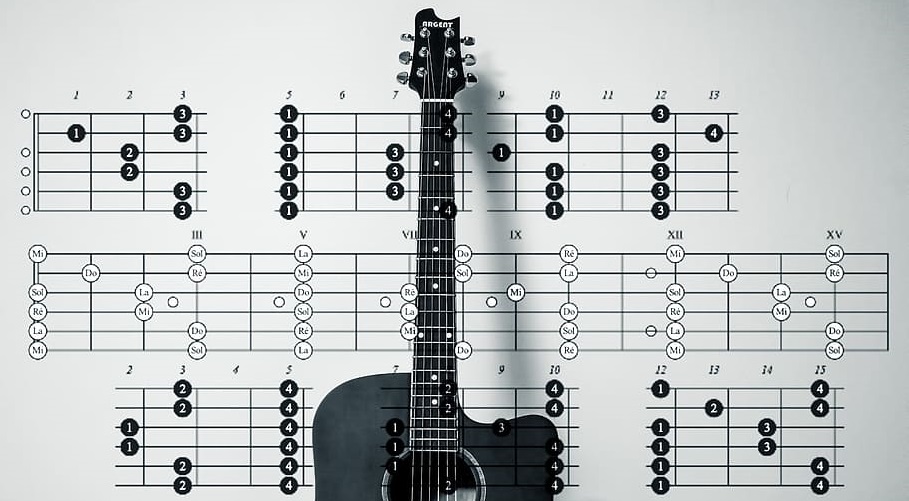 ARGENT
1 2 3 5 6 7 9 10 11 12 13
3 1 4 1 3
1 3 4 4
2 1 3 1 3
2 1 3 1 3
3 1 3 1 3
3 1 4 1 3
III V VII IX XII XV
Mi Sol La Do Ré Mi Sol
Do Ré Mi Sol La Do Ré
Sol La Do Ré Mi Sol La
Ré Mi Sol La Do Ré Mi
La Do Ré Mi Sol La Do
Mi Sol La Do Ré Mi Sol
2 3 4 5 7 9 10 12 13 14 15
2 4 2 4 1 4
2 4 2 4 2 4
1 4 1 3 1 3
1 4 1 4 1 3
2 4 1 4 1 4
2 4 2 4 1 4